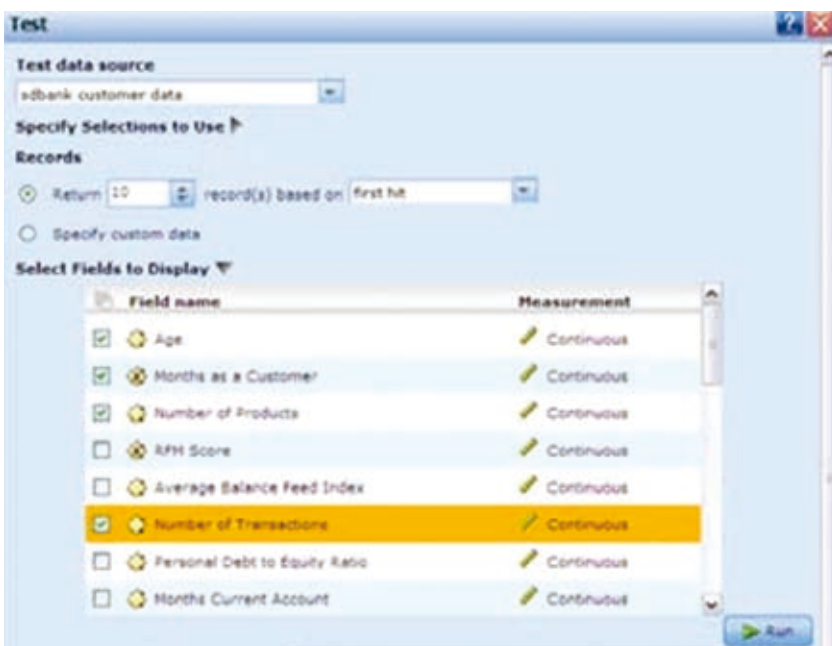 Test
?
X
Test data source
sdbank customer data
Specify Selections to Use
Records
Return 10 record(s) based on first hit
Specify custom data
Select Fields to Display
Field name Measurement
Age Continuous
Months as a Customer Continuous
Number of Products Continuous
RFM Score Continuous
Average Balance Feed Index Continuous
Number of Transactions Continuous
Personal Debt to Equity Ratio Continuous
Months Current Account Continuous
Run